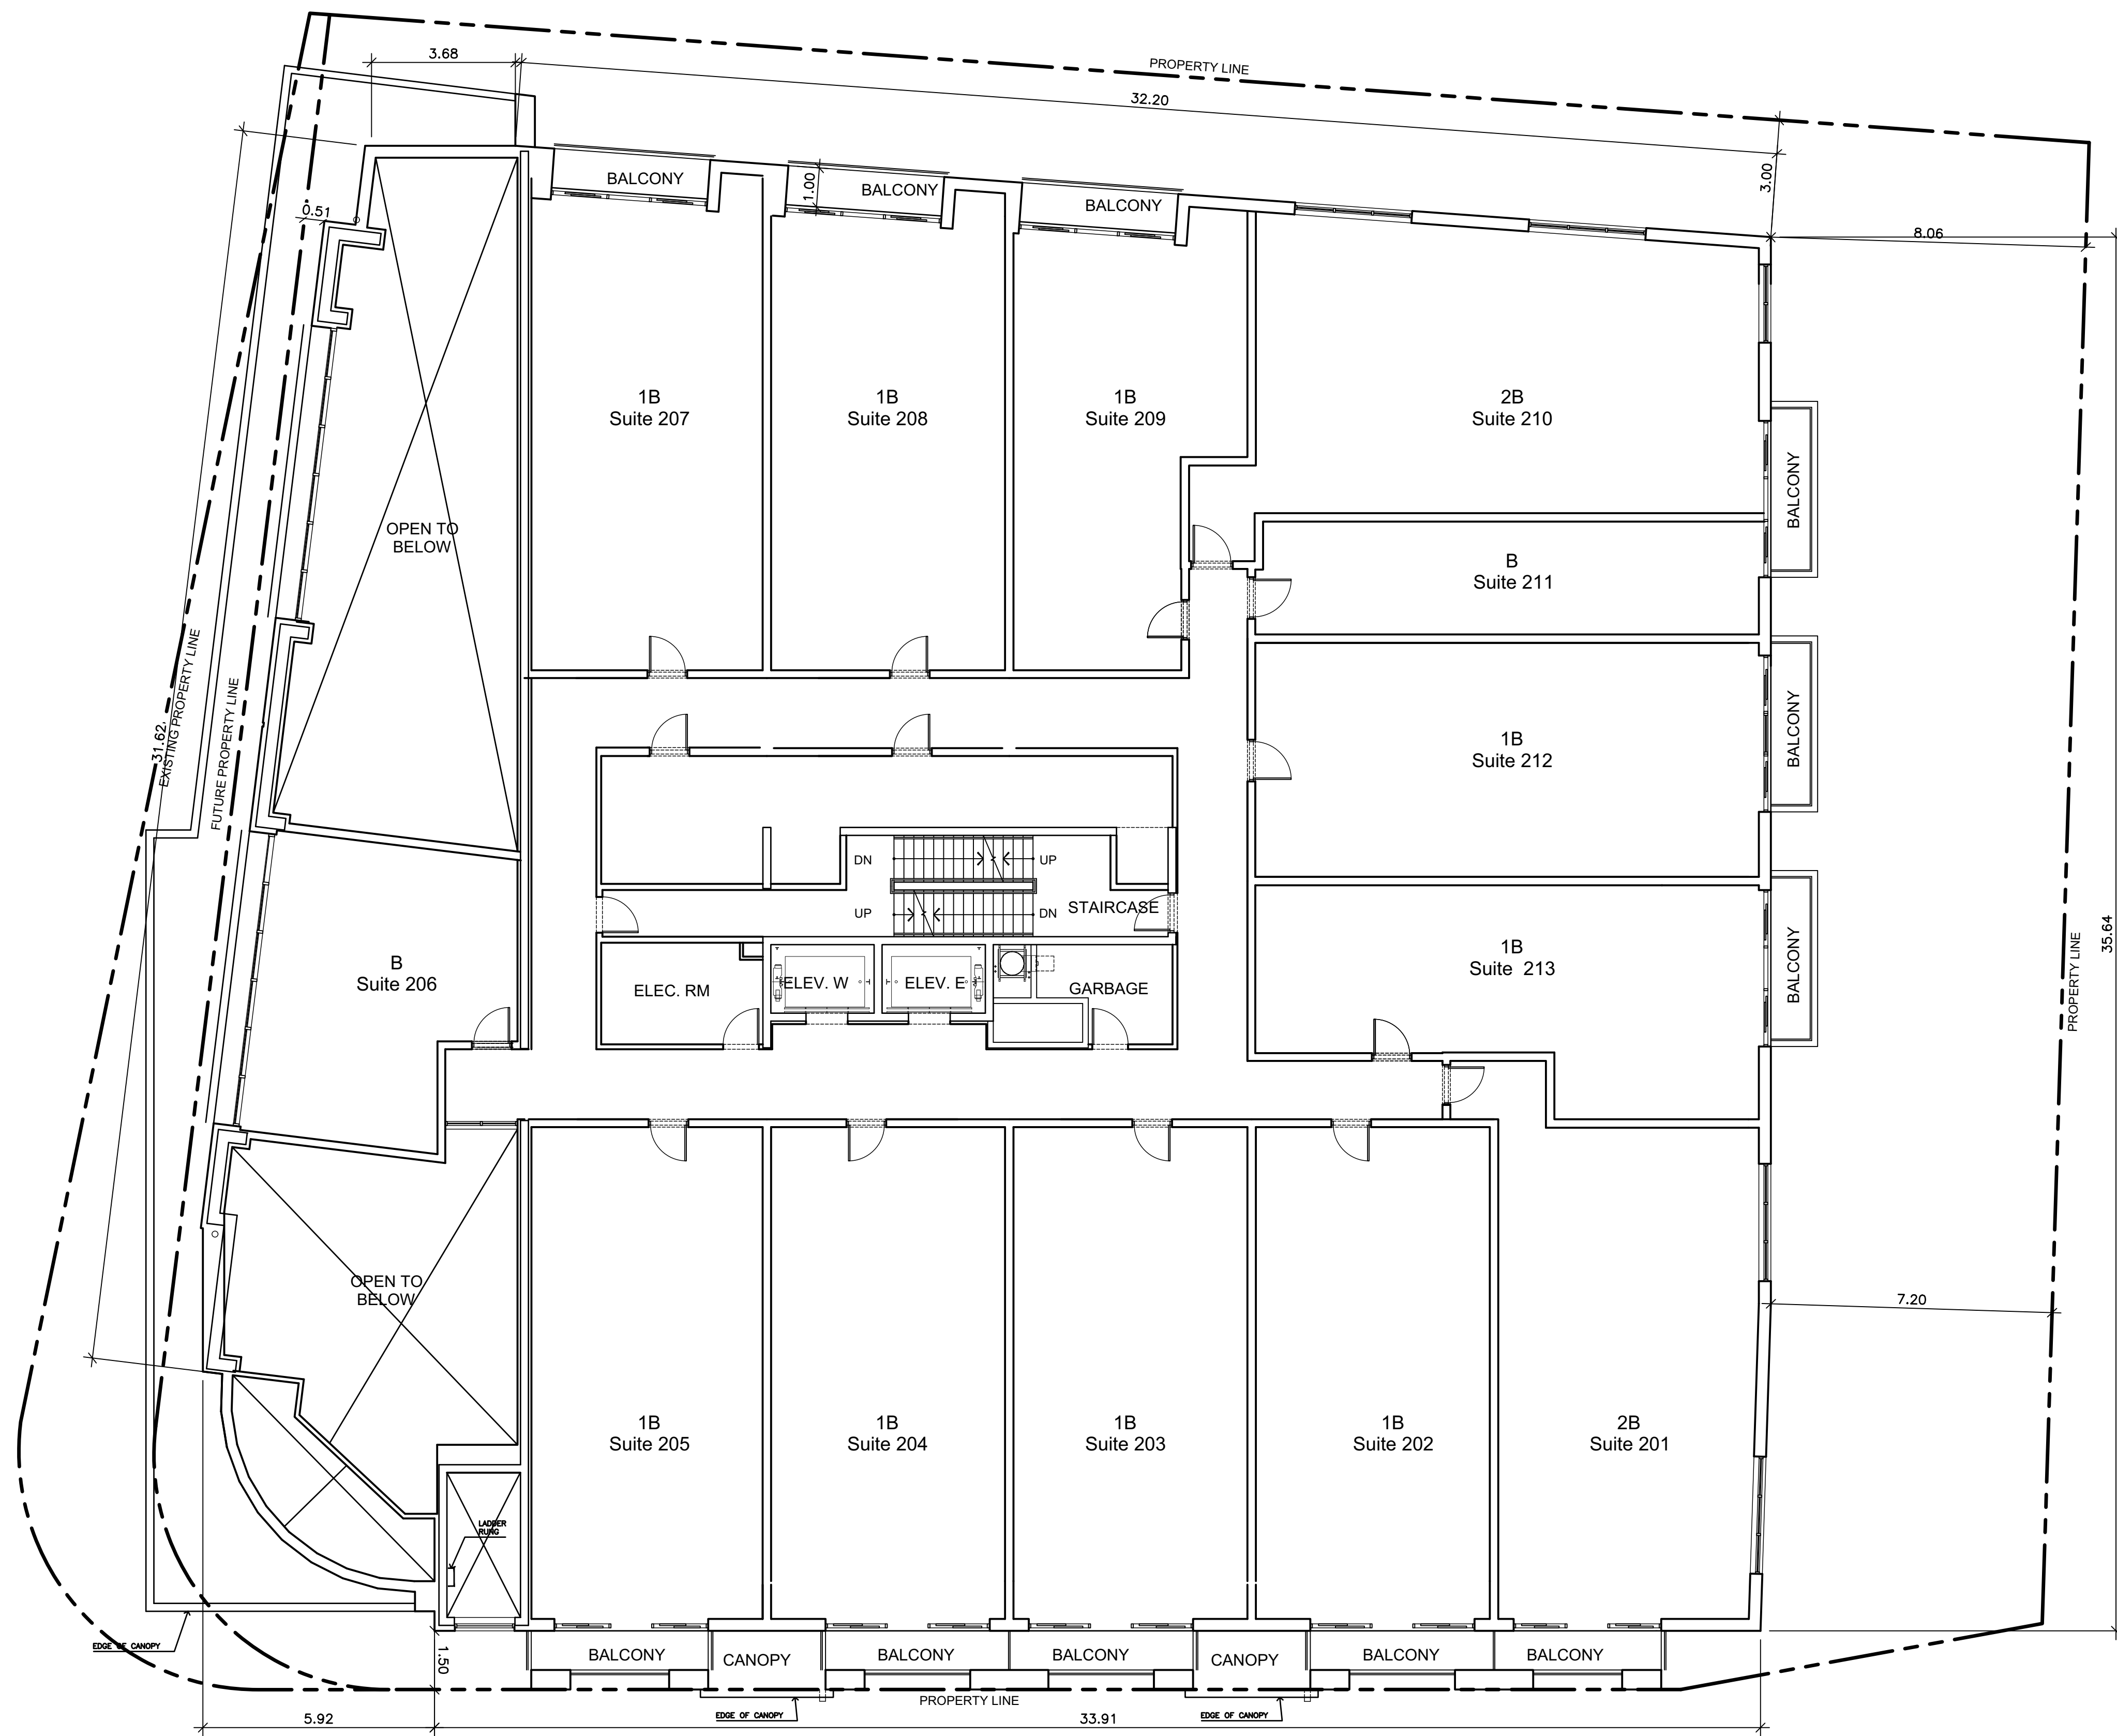 3.68
PROPERTY LINE
32.20
BALCONY
1.00
BALCONY
BALCONY
3.00
0.51
8.06
1B
Suite 207
1B
Suite 208
1B
Suite 209
2B
Suite 210
BALCONY
OPEN TO
BELOW
B
Suite 211
31.62
EXISTING PROPERTY LINE
FUTURE PROPERTY LINE
1B
Suite 212
BALCONY
DN
UP
UP
DN
STAIRCASE
35.64
PROPERTY LINE
B
Suite 206
ELEC. RM
ELEV. W
ELEV. E
GARBAGE
1B
Suite 213
BALCONY
OPEN TO
BELOW
7.20
1B
Suite 205
1B
Suite 204
1B
Suite 203
1B
Suite 202
2B
Suite 201
LADDER
RUNG
EDGE OF CANOPY
1.50
BALCONY
CANOPY
BALCONY
BALCONY
CANOPY
BALCONY
BALCONY
PROPERTY LINE
EDGE OF CANOPY
EDGE OF CANOPY
5.92
33.91